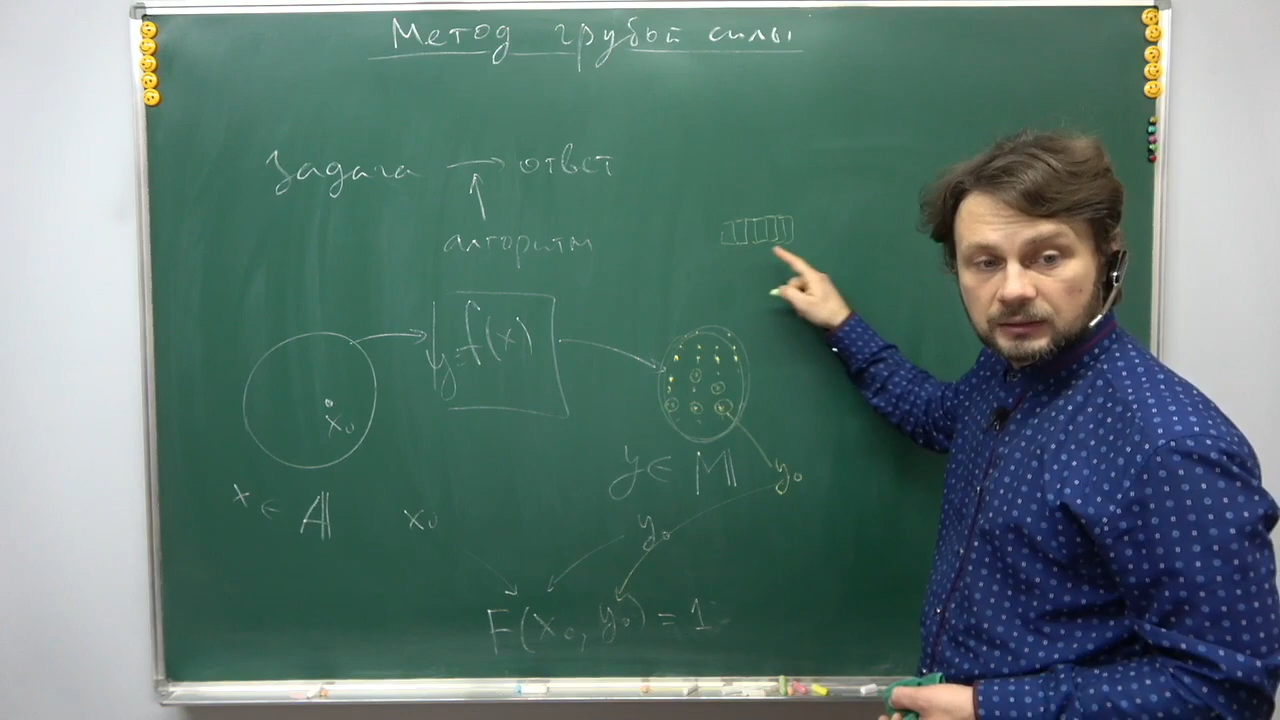 Метод грубой силы
Задача → ответ
↑
алгоритм
y=f(x)
x₀
y ∈ M
y₀
x ∈ A
x₀
y₀
F(x₀, y₀) = 1